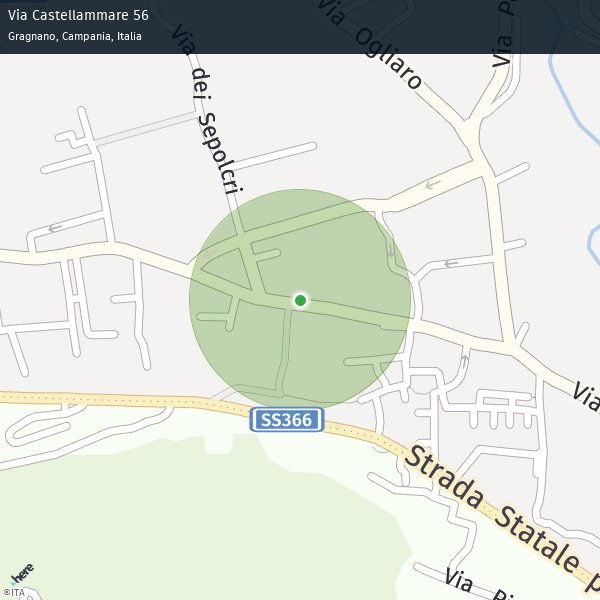 Via Castellammare 56
Gragnano, Campania, Italia
Via Ogliaro
Via P
Via dei Sepolcri
SS366
Via
Strada Statale p
Via Pi
here
©ITA